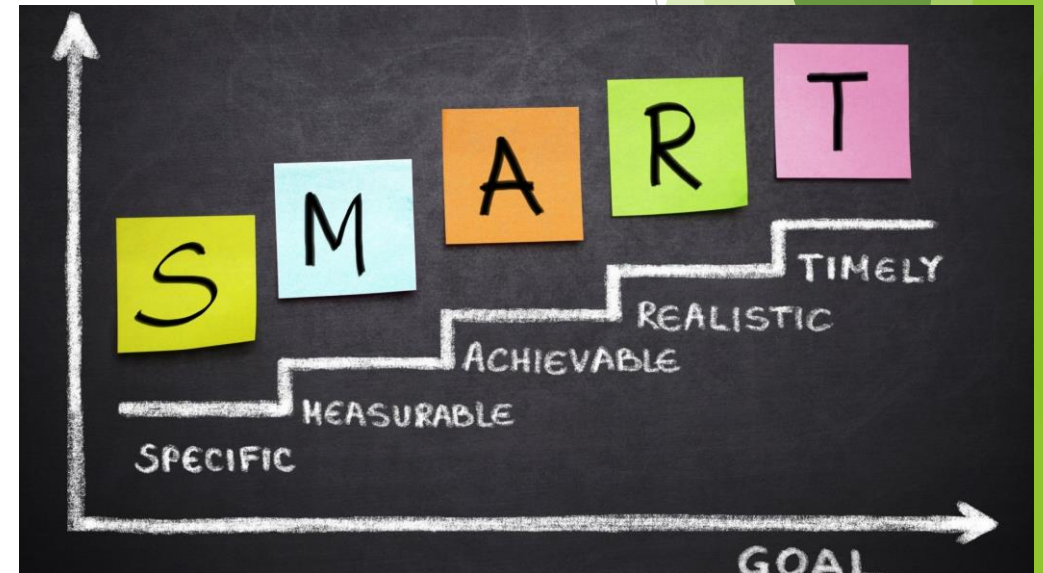 S M A R T
SPECIFIC
MEASURABLE
ACHIEVABLE
REALISTIC
TIMELY
GOAL